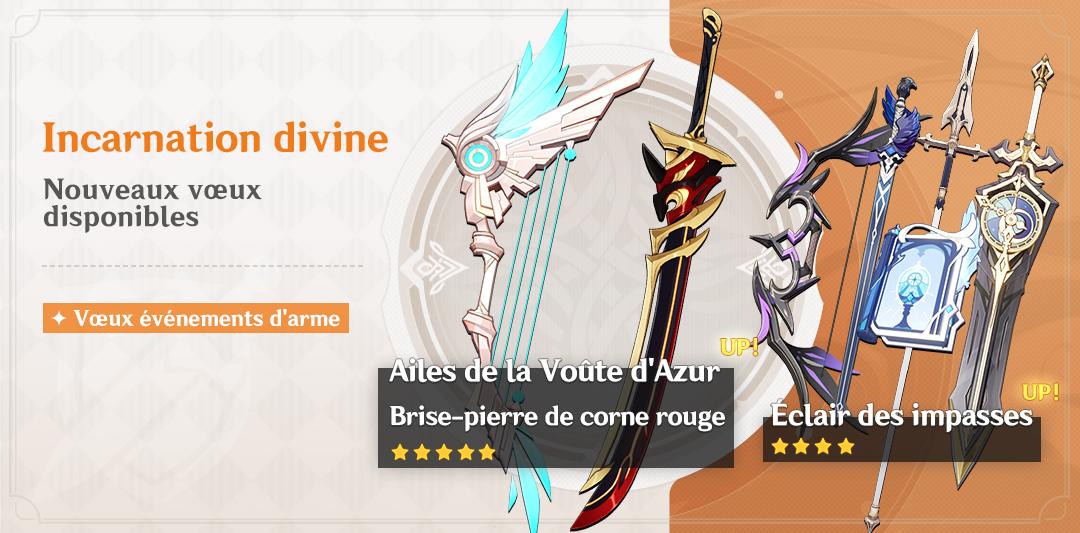 Incarnation divine
Nouveaux vœux
disponibles
✦ Vœux événements d'arme
UP!
Ailes de la Voûte d'Azur
Brise-pierre de corne rouge
UP!
Éclair des impasses